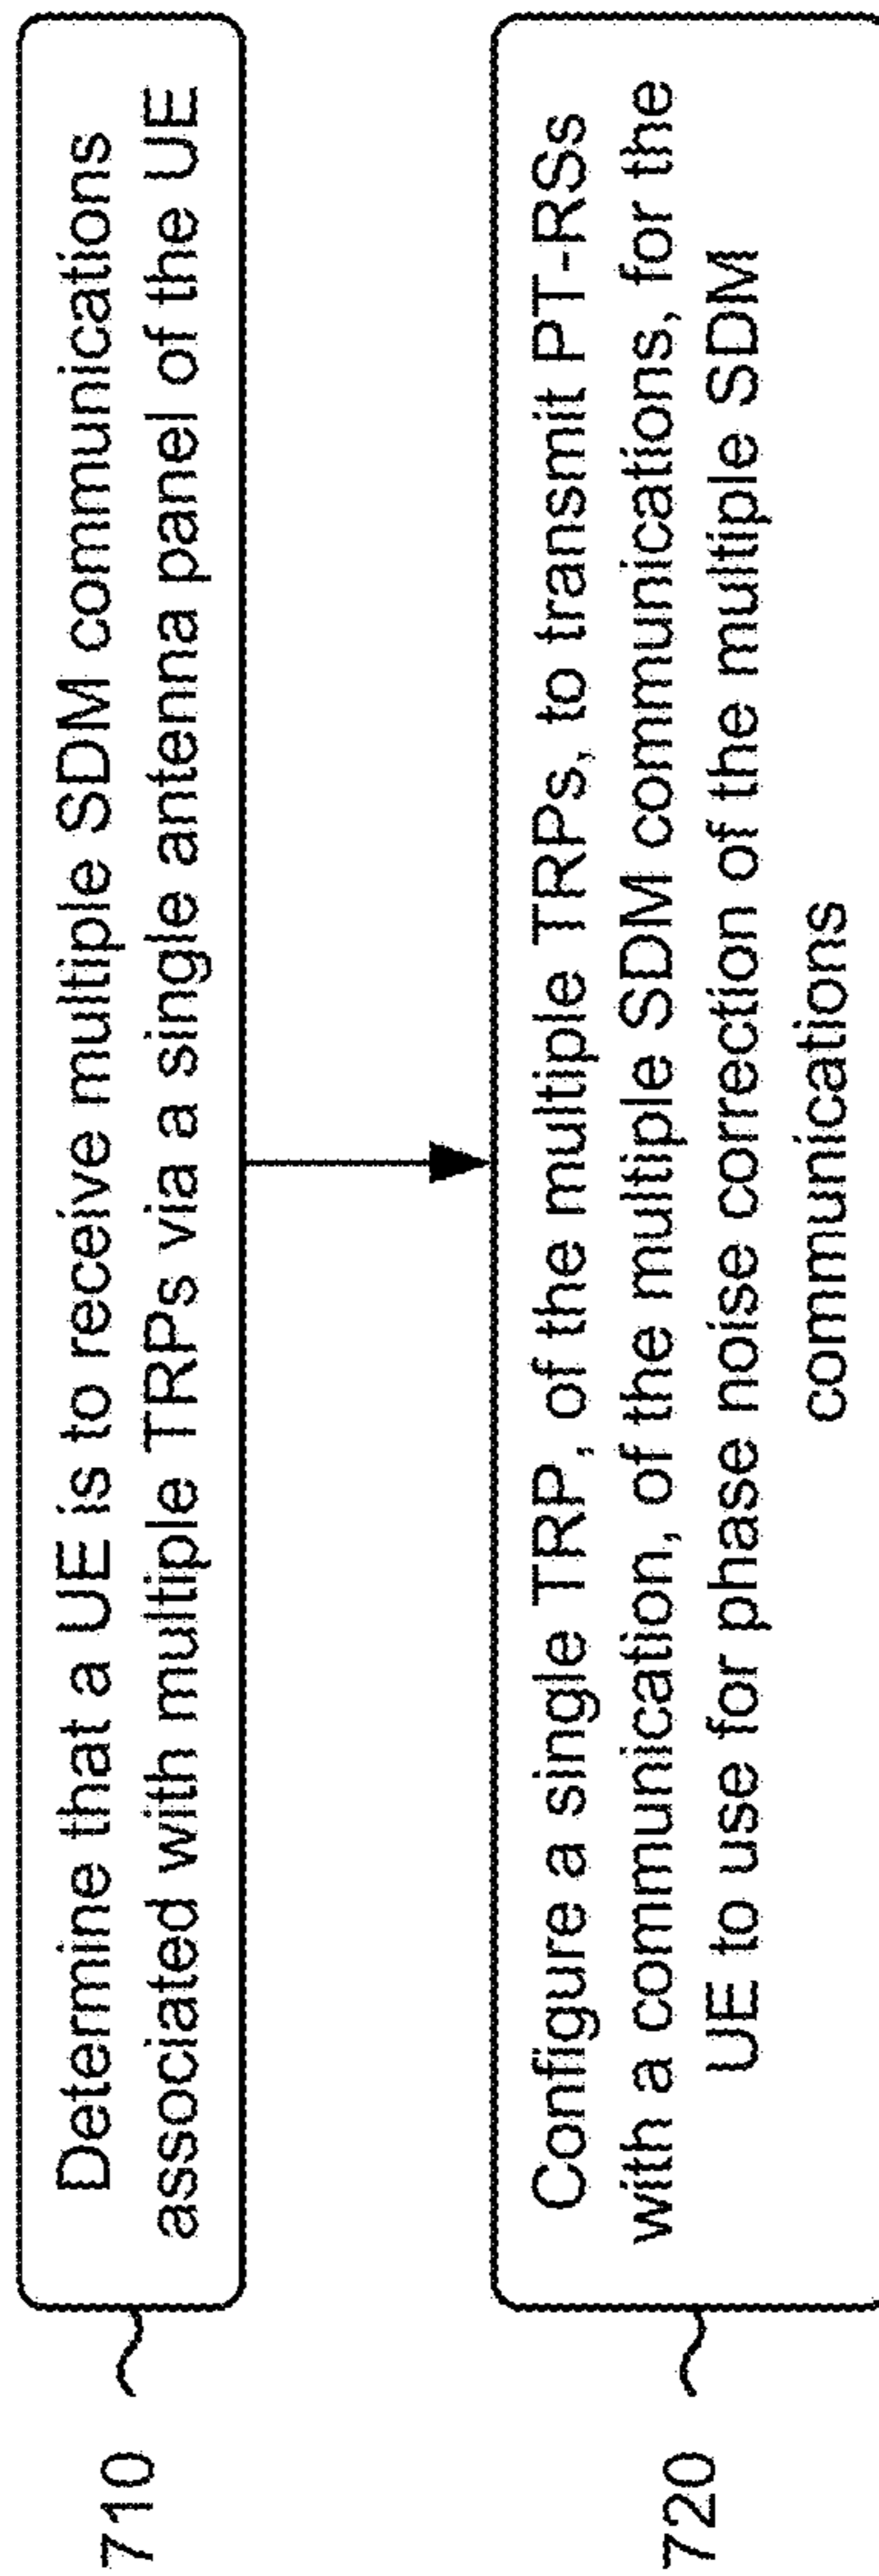 710
Determine that a UE is to receive multiple SDM communications
associated with multiple TRPs via a single antenna panel of the UE
720
Configure a single TRP, of the multiple TRPs, to transmit PT-RSs
with a communication, of the multiple SDM communications, for the
UE to use for phase noise correction of the multiple SDM
communications